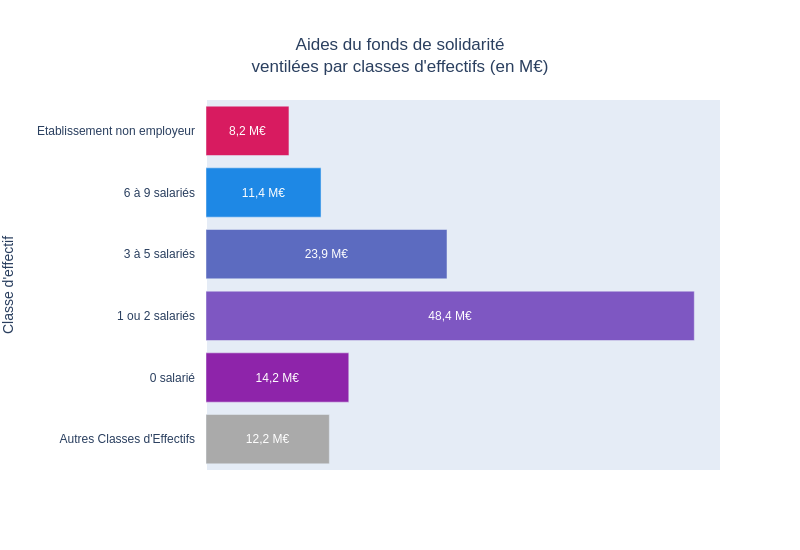 Aides du fonds de solidarité
ventilées par classes d'effectifs (en M€)
Classe d'effectif
Etablissement non employeur
8,2 M€
6 à 9 salariés
11,4 M€
3 à 5 salariés
23,9 M€
1 ou 2 salariés
48,4 M€
0 salarié
14,2 M€
Autres Classes d'Effectifs
12,2 M€